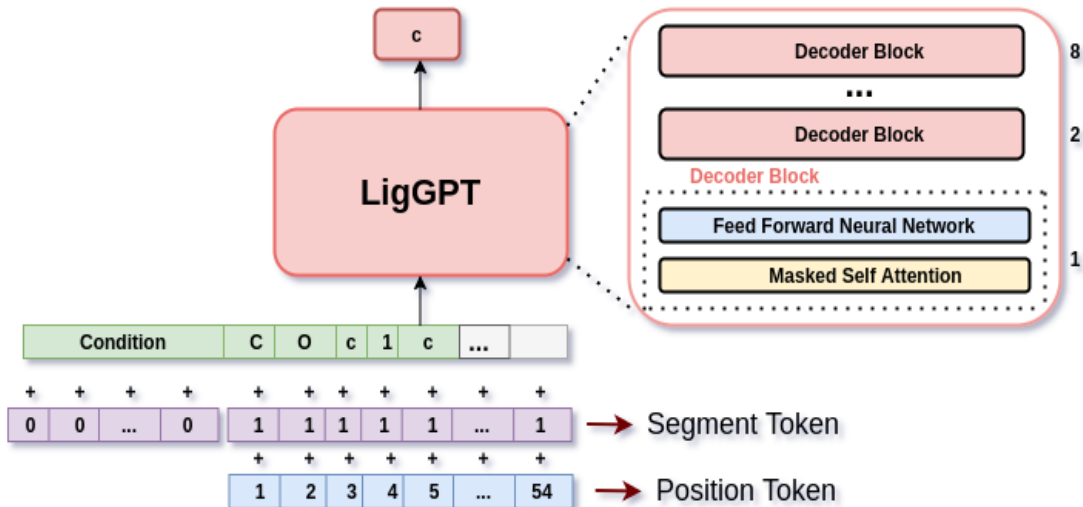 c
LigGPT
Condition C O c 1 c ...
+ + + + + + + + + + +
0 0 ... 0 1 1 1 1 1 ... 1 Segment Token
+ + + + + + +
1 2 3 4 5 ... 54 Position Token
Decoder Block 8
...
Decoder Block 2
Decoder Block
Feed Forward Neural Network
Masked Self Attention 1